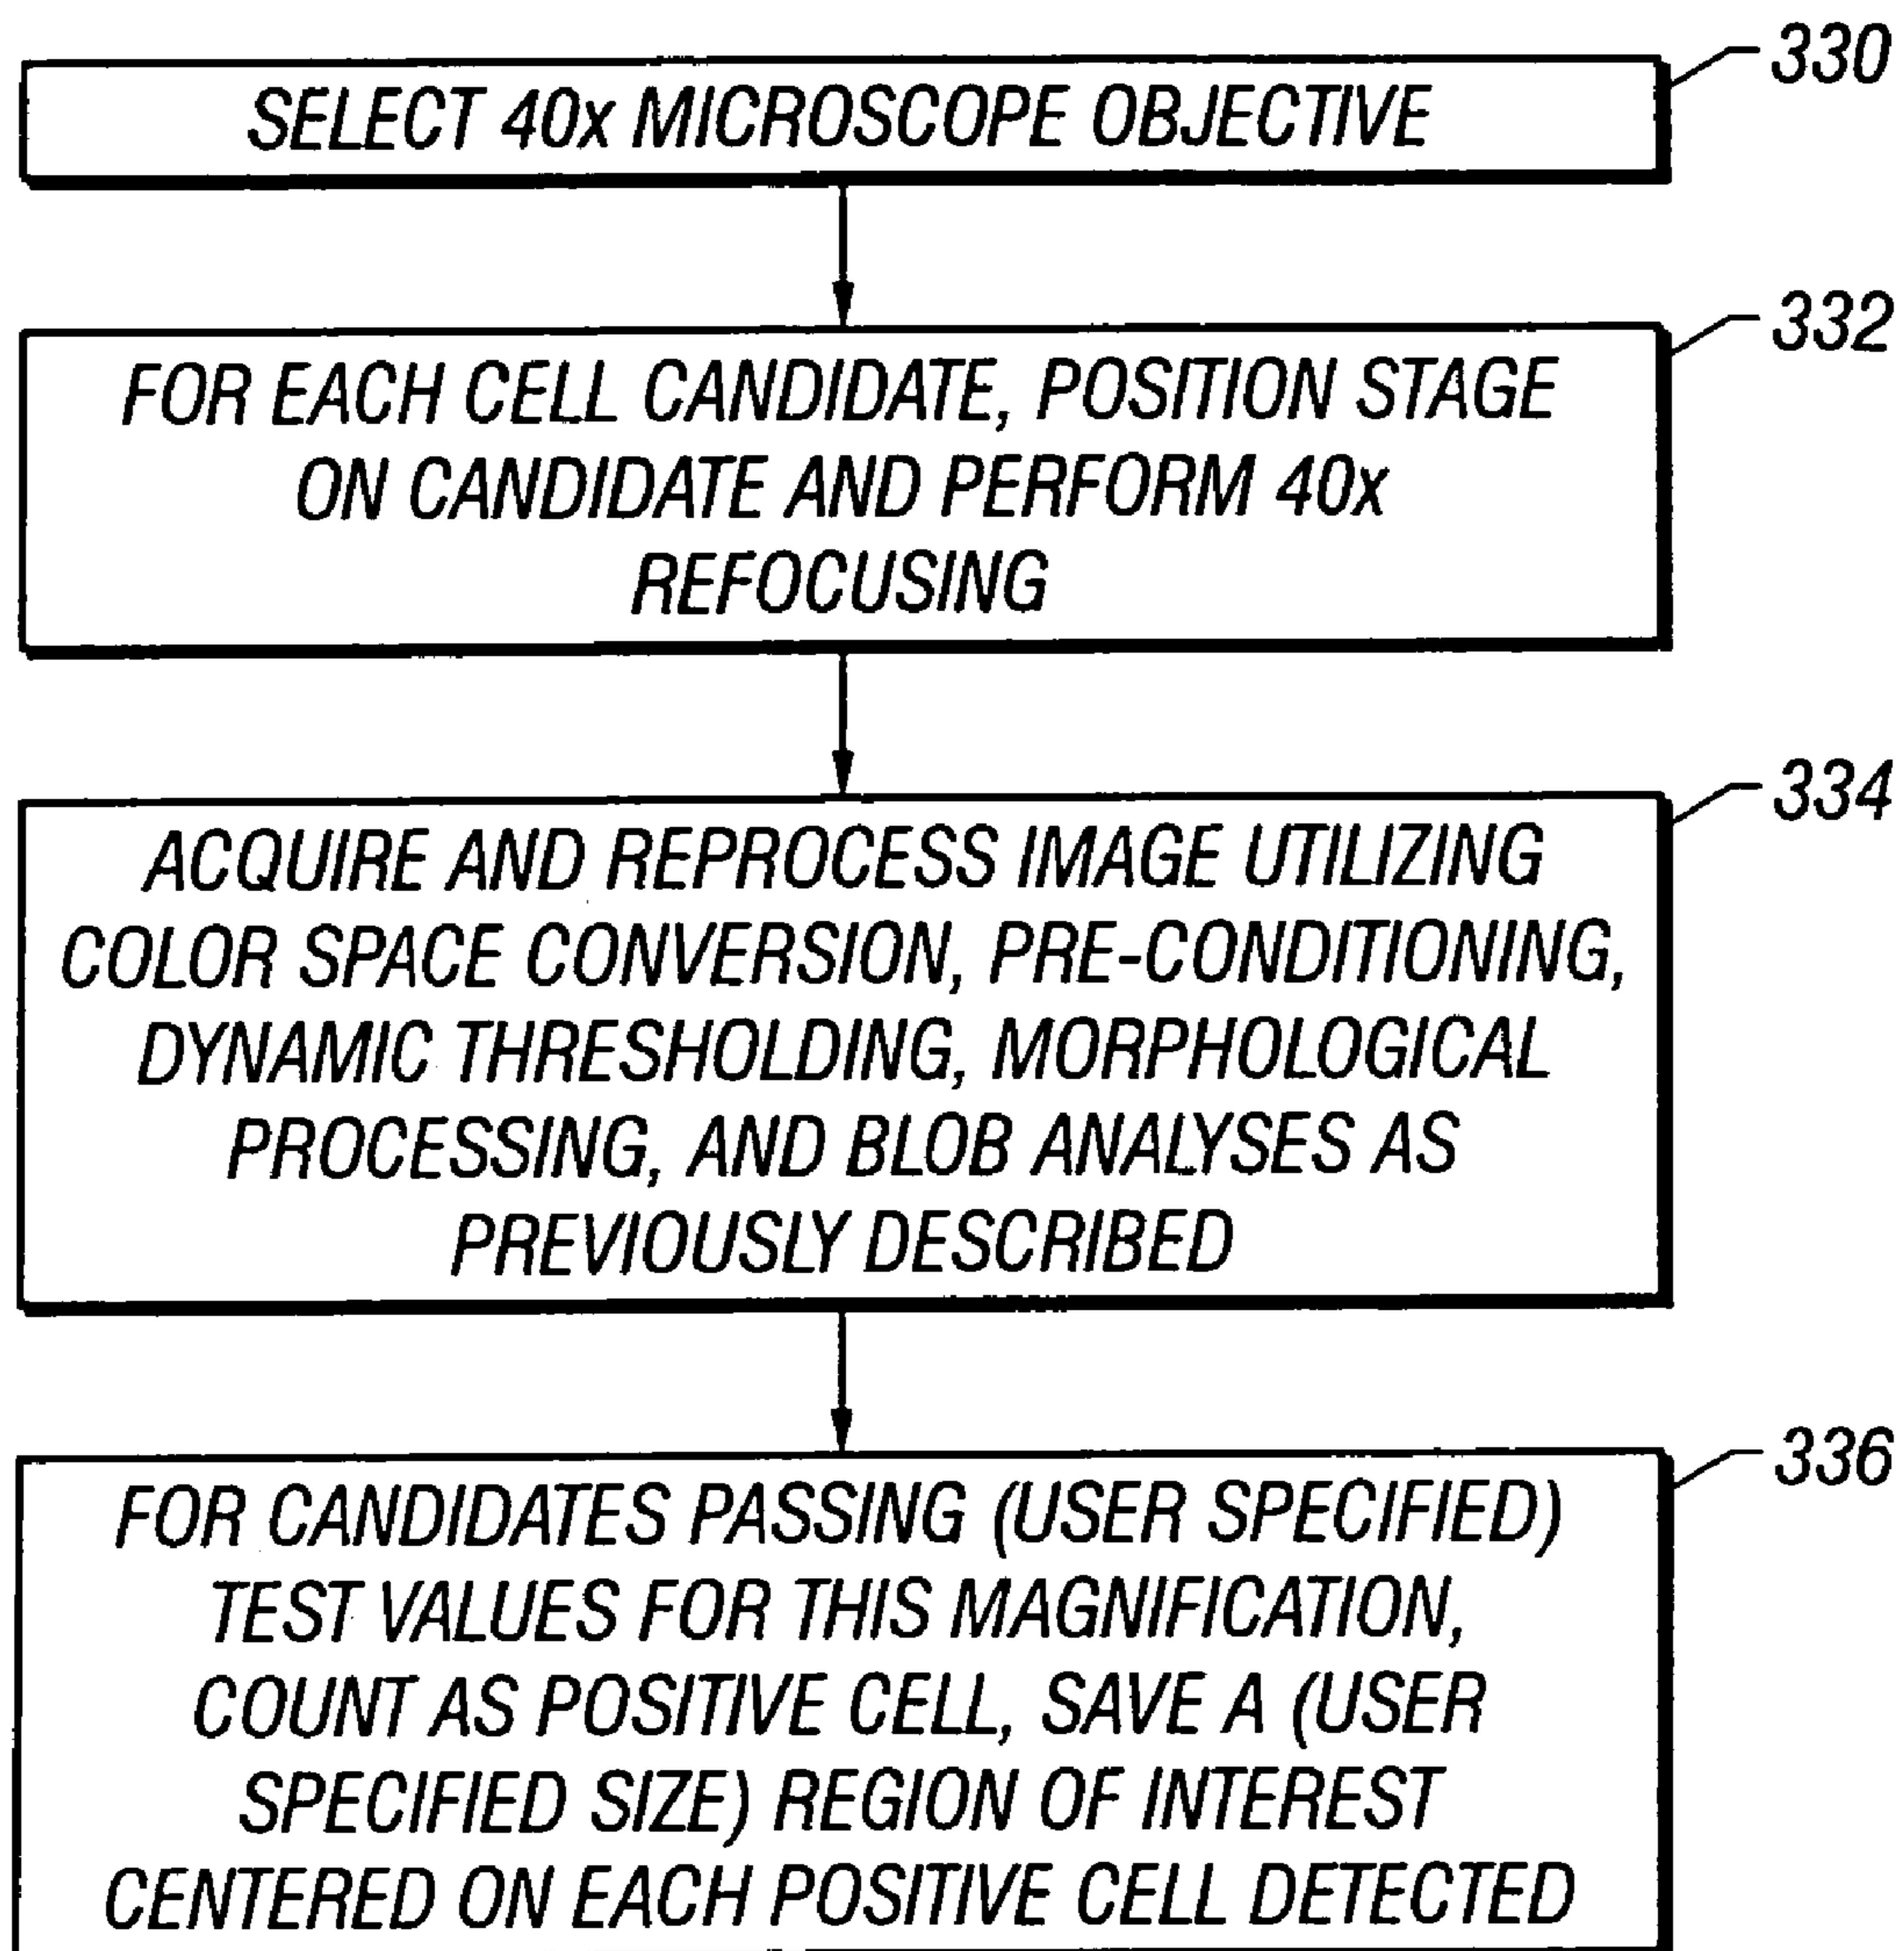 330
SELECT 40x MICROSCOPE OBJECTIVE
332
FOR EACH CELL CANDIDATE, POSITION STAGE
ON CANDIDATE AND PERFORM 40x
REFOCUSING
334
ACQUIRE AND REPROCESS IMAGE UTILIZING
COLOR SPACE CONVERSION, PRE-CONDITIONING,
DYNAMIC THRESHOLDING, MORPHOLOGICAL
PROCESSING, AND BLOB ANALYSES AS
PREVIOUSLY DESCRIBED
336
FOR CANDIDATES PASSING (USER SPECIFIED)
TEST VALUES FOR THIS MAGNIFICATION,
COUNT AS POSITIVE CELL, SAVE A (USER
SPECIFIED SIZE) REGION OF INTEREST
CENTERED ON EACH POSITIVE CELL DETECTED